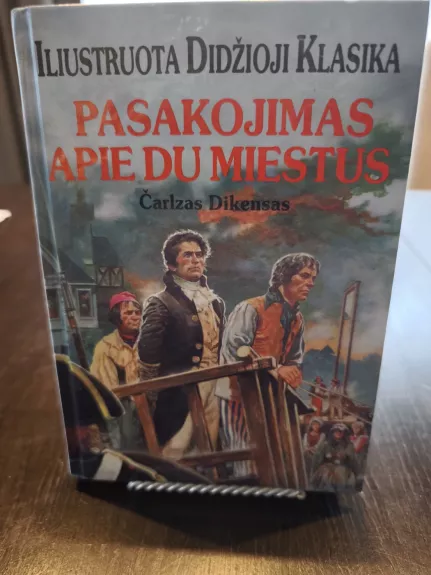 ILIUSTRUOTA DIDŽIOJI KLASIKA
PASAKOJIMAS
APIE DU MIESTUS
Čarlzas Dikensas